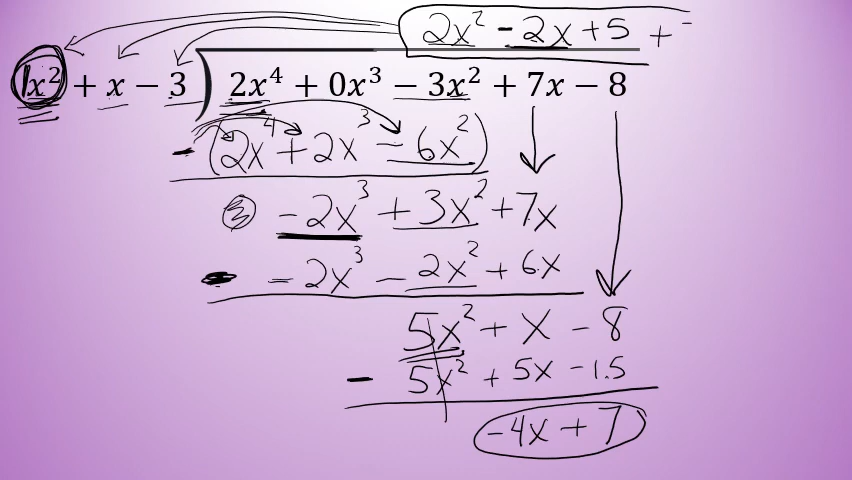 2x² - 2x + 5 +
1x² + x − 3 ) 2x⁴ + 0x³ − 3x² + 7x − 8
- (2x⁴ + 2x³ - 6x²)
-2x³ + 3x² + 7x
- -2x³ - 2x² + 6x
5x² + x - 8
- 5x² + 5x - 15
-4x + 7